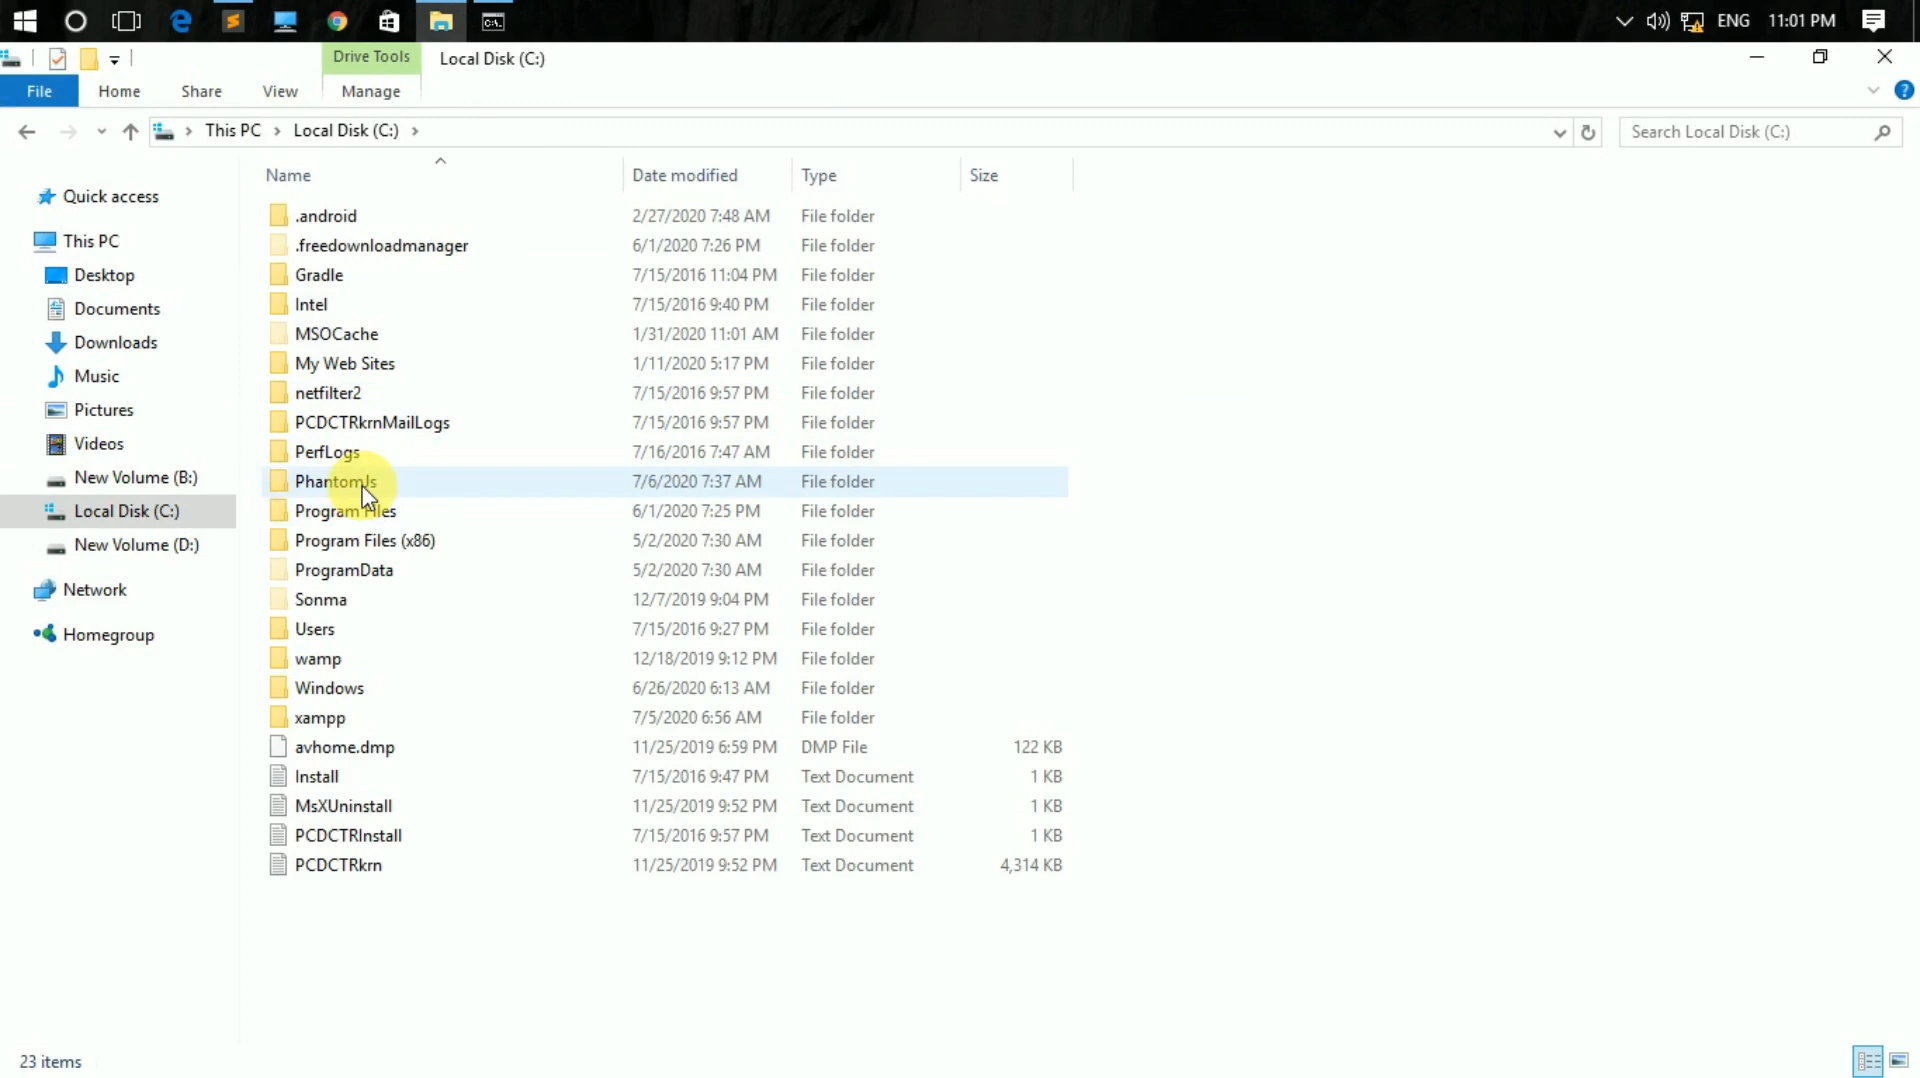 ENG 11:01 PM
Drive Tools Local Disk (C:)
File Home Share View Manage
This PC Local Disk (C:) Search Local Disk (C:)
Name Date modified Type Size
Quick access
This PC
Desktop
Documents
Downloads
Music
Pictures
Videos
New Volume (B:)
Local Disk (C:)
New Volume (D:)
Network
Homegroup
.android 2/27/2020 7:48 AM File folder
.freedownloadmanager 6/1/2020 7:26 PM File folder
Gradle 7/15/2016 11:04 PM File folder
Intel 7/15/2016 9:40 PM File folder
MSOCache 1/31/2020 11:01 AM File folder
My Web Sites 1/11/2020 5:17 PM File folder
netfilter2 7/15/2016 9:57 PM File folder
PCDCTRkrnMailLogs 7/15/2016 9:57 PM File folder
PerfLogs 7/16/2016 7:47 AM File folder
PhantomJs 7/6/2020 7:37 AM File folder
Program Files 6/1/2020 7:25 PM File folder
Program Files (x86) 5/2/2020 7:30 AM File folder
ProgramData 5/2/2020 7:30 AM File folder
Sonma 12/7/2019 9:04 PM File folder
Users 7/15/2016 9:27 PM File folder
wamp 12/18/2019 9:12 PM File folder
Windows 6/26/2020 6:13 AM File folder
xampp 7/5/2020 6:56 AM File folder
avhome.dmp 11/25/2019 6:59 PM DMP File 122 KB
Install 7/15/2016 9:47 PM Text Document 1 KB
MsXUninstall 11/25/2019 9:52 PM Text Document 1 KB
PCDCTRInstall 7/15/2016 9:57 PM Text Document 1 KB
PCDCTRkrn 11/25/2019 9:52 PM Text Document 4,314 KB
23 items